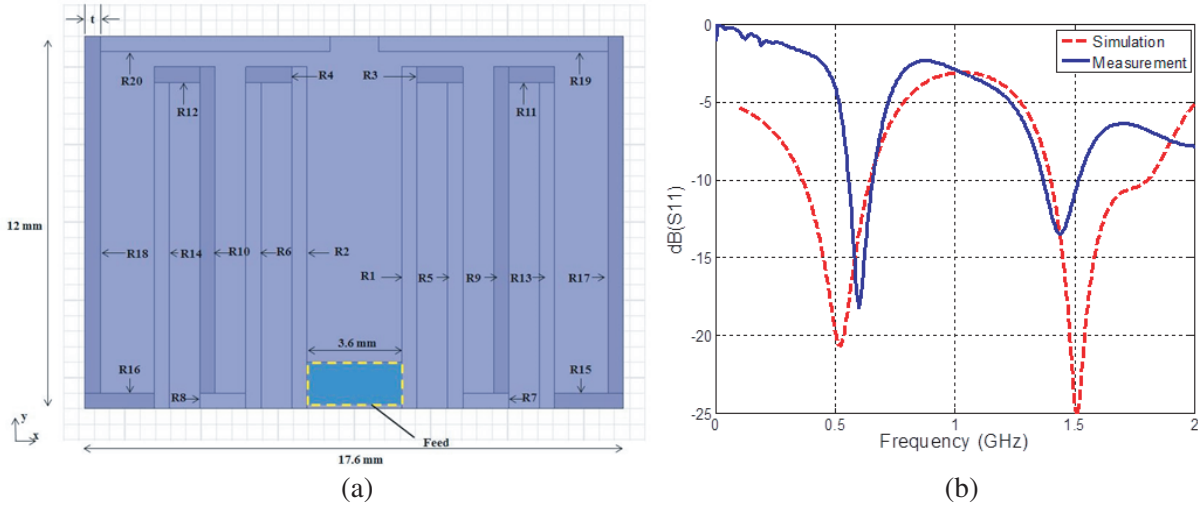 t
R20
R12
R4
R3
R11
R19
12 mm
R18
R14
R10
R6
R2
R1
R5
R9
R13
R17
3.6 mm
R16
R8
R7
R15
y
x
Feed
17.6 mm
(a)
0
-5
-10
-15
-20
-25
dB(S11)
Simulation
Measurement
0 0.5 1 1.5 2
Frequency (GHz)
(b)